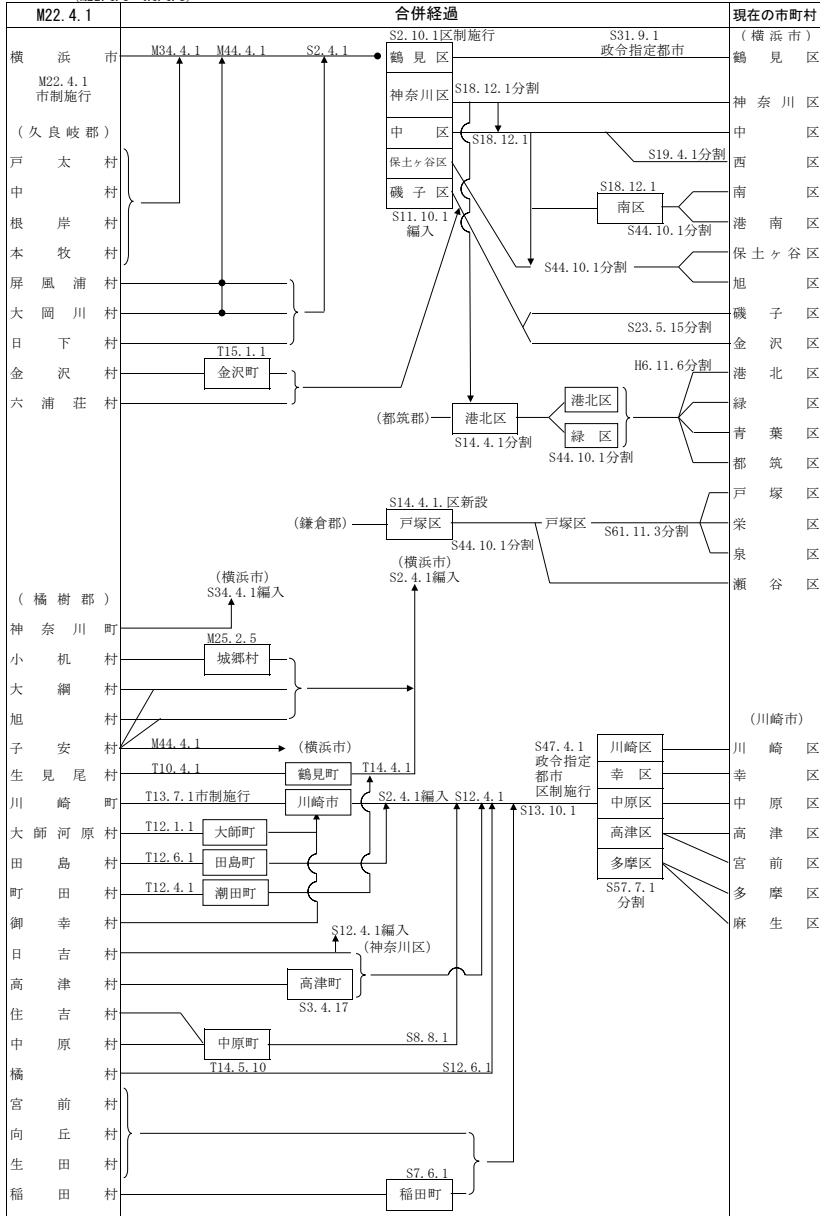 M22.4.1 合併経過 現在の市町村
S2.10.1区制施行 S31.9.1 (横浜市)
横浜市 M34.4.1 M44.4.1 S2.4.1 鶴見区 政令指定都市 鶴見区
M22.4.1
市制施行
神奈川区 S18.12.1分割 神奈川区
(久良岐郡) 中区 S18.12.1 中区
戸太村 保土ヶ谷区 S19.4.1分割 西区
中村 磯子区 S18.12.1 南区
根岸村 S11.10.1 南区 港南区
編入 S44.10.1分割
本牧村 保土ヶ谷区
屏風浦村 S44.10.1分割 旭区
大岡川村 磯子区
S23.5.15分割
日下村 金沢区
T15.1.1 H6.11.6分割
金沢村 金沢町 港北区
六浦荘村 港北区 緑区
(都筑郡) 港北区 緑区 青葉区
S14.4.1分割 S44.10.1分割 都筑区
S14.4.1.区新設 戸塚区
(鎌倉郡) 戸塚区 戸塚区 S61.11.3分割 栄区
S44.10.1分割 泉区
(横浜市) (横浜市)
S34.4.1編入 S2.4.1編入 瀬谷区
(橘樹郡)
神奈川町
M25.2.5
小机村 城郷村
大綱村
旭村 (川崎市)
子安村 M44.4.1 (横浜市) S47.4.1 川崎区 川崎区
政令指定
生見尾村 T10.4.1 鶴見町 T14.4.1 都市 幸区 幸区
区制施行
川崎町 T13.7.1市制施行 川崎市 S2.4.1編入 S12.4.1 S13.10.1 中原区 中原区
大師河原村 T12.1.1 大師町 高津区 高津区
田島村 T12.6.1 田島町 多摩区 宮前区
町田村 T12.4.1 潮田町 S57.7.1 多摩区
分割
御幸村 麻生区
S12.4.1編入
(神奈川区)
日吉村
高津村 高津町
S3.4.17
住吉村
中原村 中原町 S8.8.1
T14.5.10
橘村 S12.6.1
宮前村
向丘村
生田村
S7.6.1
稲田村 稲田町